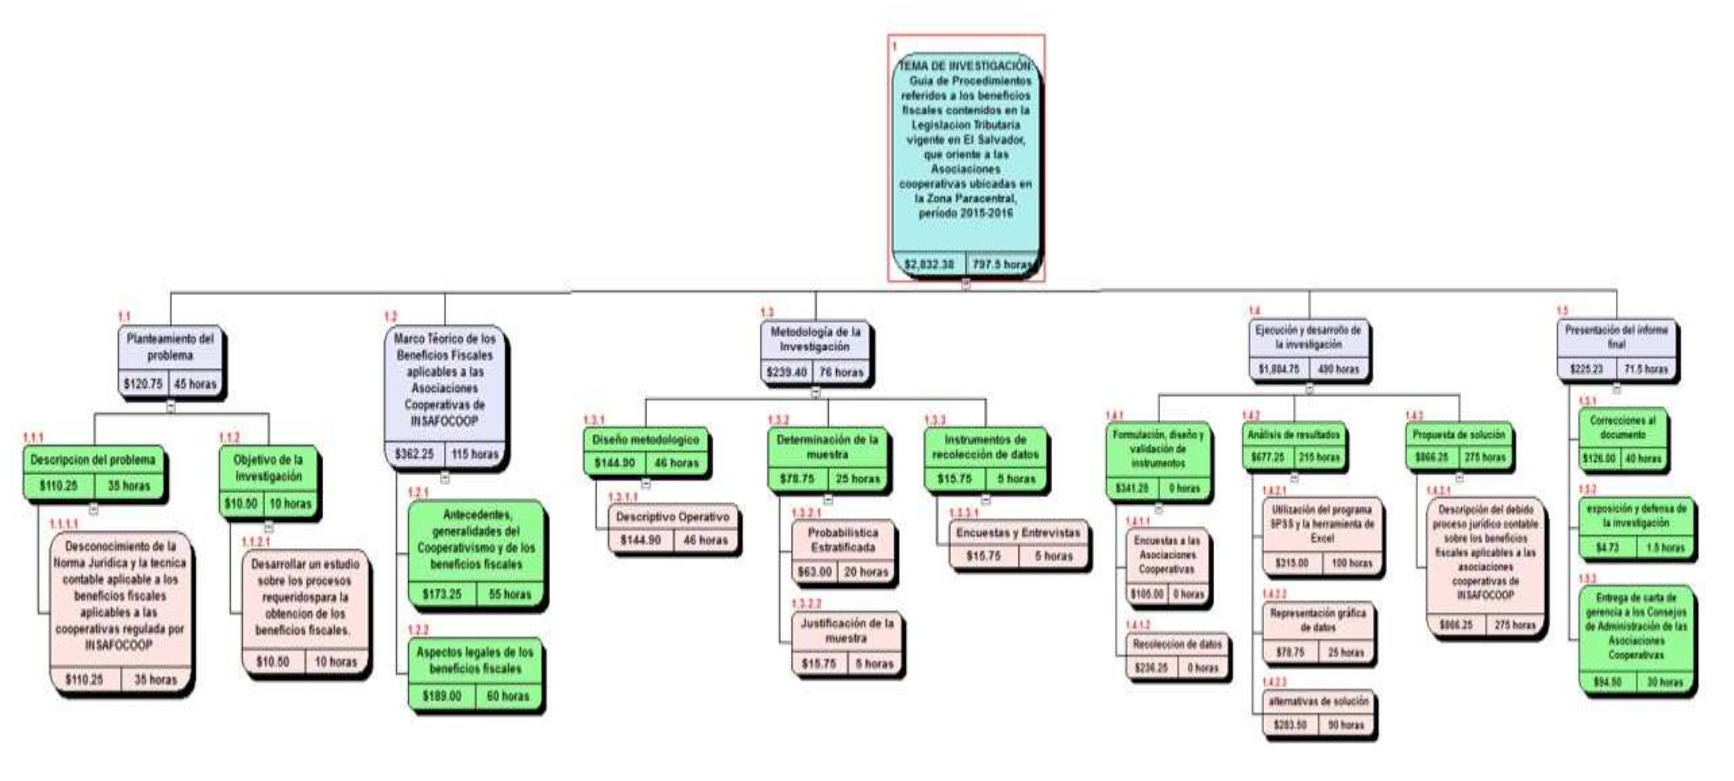 1
TEMA DE INVESTIGACIÓN:
Guia de Procedimientos
referidos a los beneficios
fiscales contenidos en la
Legislacion Tributaria
vigente en El Salvador,
que oriente a las
Asociaciones
cooperativas ubicadas en
la Zona Paracentral,
período 2015-2016
$2,832.38 797.5 horas
1.1
Planteamiento del
problema
$120.75 45 horas
1.1.1
Descripcion del problema
$110.25 35 horas
1.1.1.1
Desconocimiento de la
Norma Juridica y la tecnica
contable aplicable a los
beneficios fiscales
aplicables a las
cooperativas regulada por
INSAFOCOOP
$110.25 35 horas
1.1.2
Objetivo de la
Investigación
$10.50 10 horas
1.1.2.1
Desarrollar un estudio
sobre los procesos
requeridospara la
obtencion de los
beneficios fiscales.
$10.50 10 horas
1.2
Marco Téorico de los
Beneficios Fiscales
aplicables a las
Asociaciones
Cooperativas de
INSAFOCOOP
$362.25 115 horas
1.2.1
Antecedentes,
generalidades del
Cooperativismo y de los
beneficios fiscales
$173.25 55 horas
1.2.2
Aspectos legales de los
beneficios fiscales
$189.00 60 horas
1.3
Metodología de la
Investigación
$239.40 76 horas
1.3.1
Diseño metodologico
$144.90 46 horas
1.3.1.1
Descriptivo Operativo
$144.90 46 horas
1.3.2
Determinación de la
muestra
$78.75 25 horas
1.3.2.1
Probabilistica
Estratificada
$63.00 20 horas
1.3.2.2
Justificación de la
muestra
$15.75 5 horas
1.3.3
Instrumentos de
recolección de datos
$15.75 5 horas
1.3.3.1
Encuestas y Entrevistas
$15.75 5 horas
1.4
Ejecución y desarrollo de
la investigación
$1,884.75 490 horas
1.4.1
Formulación, diseño y
validación de
instrumentos
$341.25 0 horas
1.4.1.1
Encuestas a las
Asociaciones
Cooperativas
$105.00 0 horas
1.4.1.2
Recoleccion de datos
$236.25 0 horas
1.4.2
Análisis de resultados
$677.25 215 horas
1.4.2.1
Utilización del programa
SPSS y la herramienta de
Excel
$315.00 100 horas
1.4.2.2
Representación gráfica
de datos
$78.75 25 horas
1.4.2.3
alternativas de solución
$283.50 90 horas
1.4.3
Propuesta de solución
$866.25 275 horas
1.4.3.1
Descripción del debido
proceso jurídico contable
sobre los beneficios
fiscales aplicables a las
asociaciones
cooperativas de
INSAFOCOOP
$866.25 275 horas
1.5
Presentación del informe
final
$225.23 71.5 horas
1.5.1
Correcciones al
documento
$126.00 40 horas
1.5.2
exposición y defensa de
la investigación
$4.73 1.5 horas
1.5.3
Entrega de carta de
gerencia a los Consejos
de Administración de las
Asociaciones
Cooperativas
$94.50 30 horas